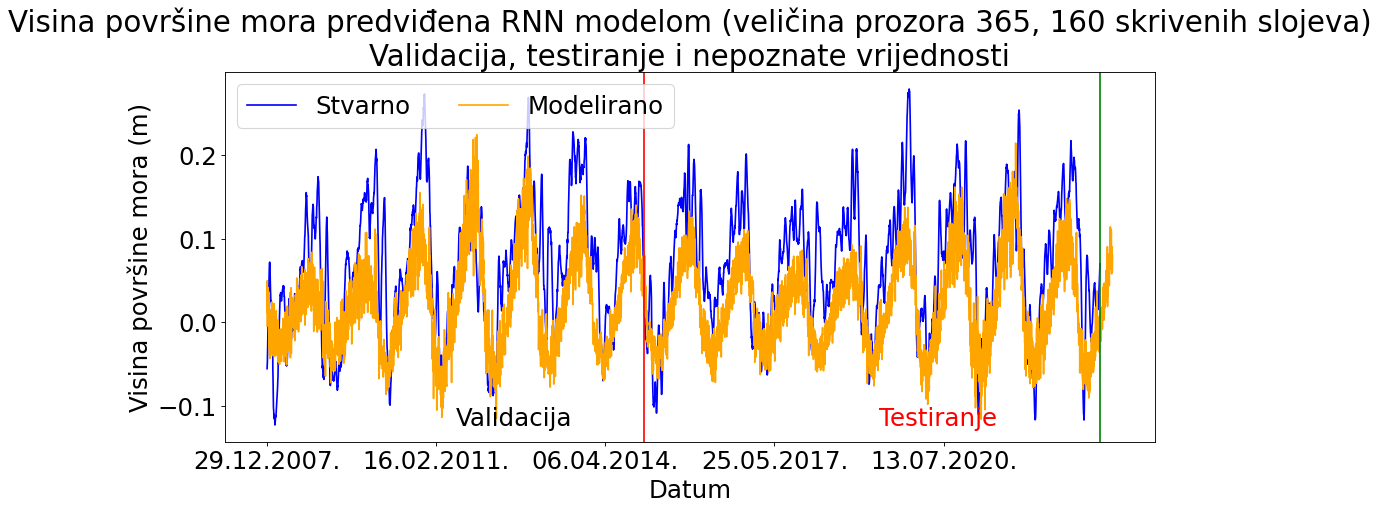 Visina površine mora predviđena RNN modelom (veličina prozora 365, 160 skrivenih slojeva)
Validacija, testiranje i nepoznate vrijednosti
Stvarno Modelirano
Visina površine mora (m)
0.2
0.1
0.0
−0.1
Validacija Testiranje
29.12.2007. 16.02.2011. 06.04.2014. 25.05.2017. 13.07.2020.
Datum